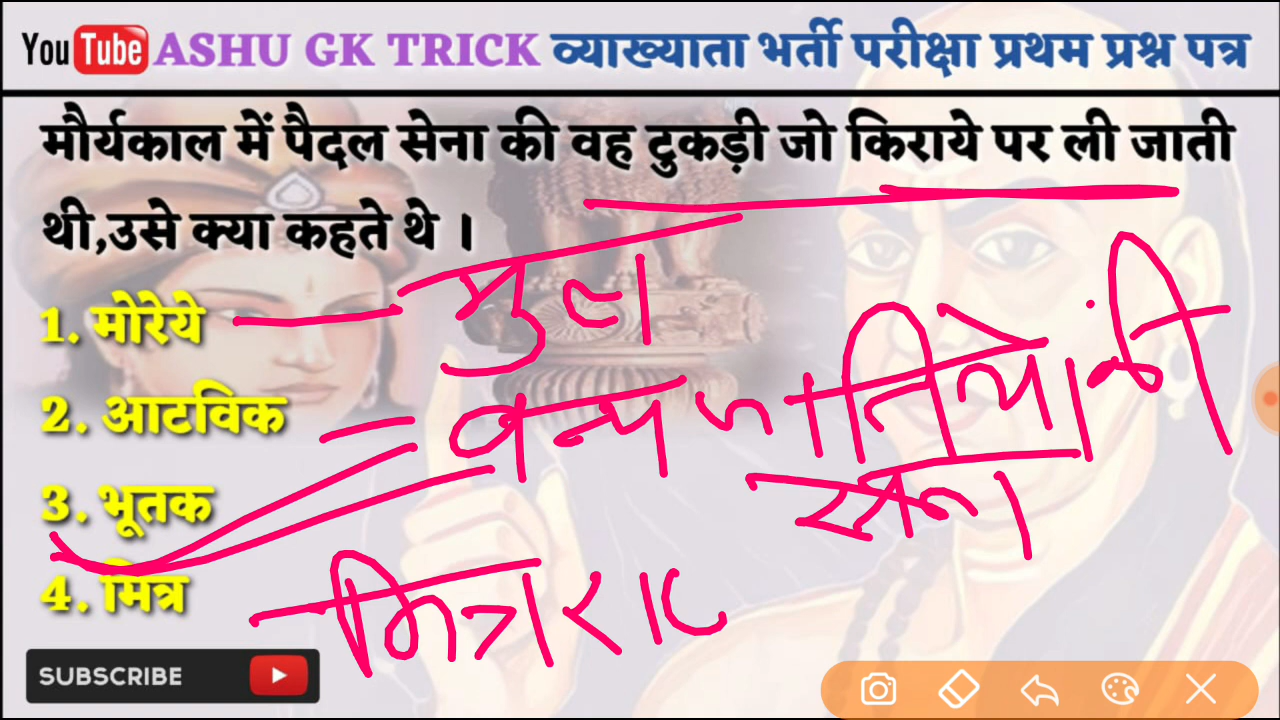 YouTube ASHU GK TRICK व्याख्याता भर्ती परीक्षा प्रथम प्रश्न पत्र
मौर्यकाल में पैदल सेना की वह टुकड़ी जो किराये पर ली जाती
थी,उसे क्या कहते थे ।
1. मोरेये
मुल
2. आटविक
वन्य जातियों की
सेना
3. भूतक
4. मित्र
मित्र राट
SUBSCRIBE